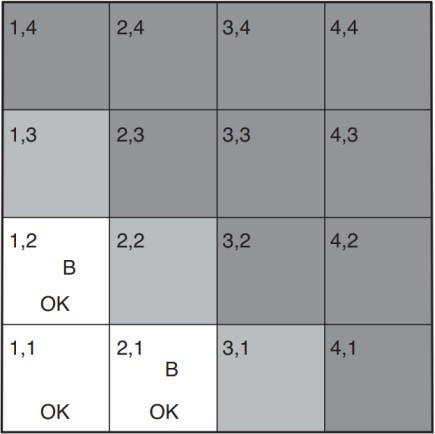 1,4 2,4 3,4 4,4
1,3 2,3 3,3 4,3
1,2 2,2 3,2 4,2
B
OK
1,1 2,1 3,1 4,1
B
OK OK